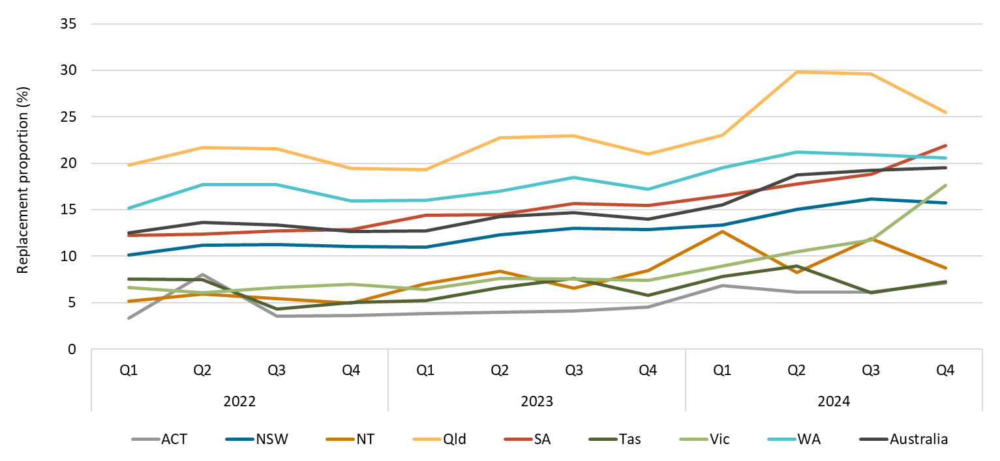 35
30
25
20
15
10
5
0
Replacement proportion (%)
Q1 Q2 Q3 Q4 Q1 Q2 Q3 Q4 Q1 Q2 Q3 Q4
2022 2023 2024
ACT NSW NT Qld SA Tas Vic WA Australia